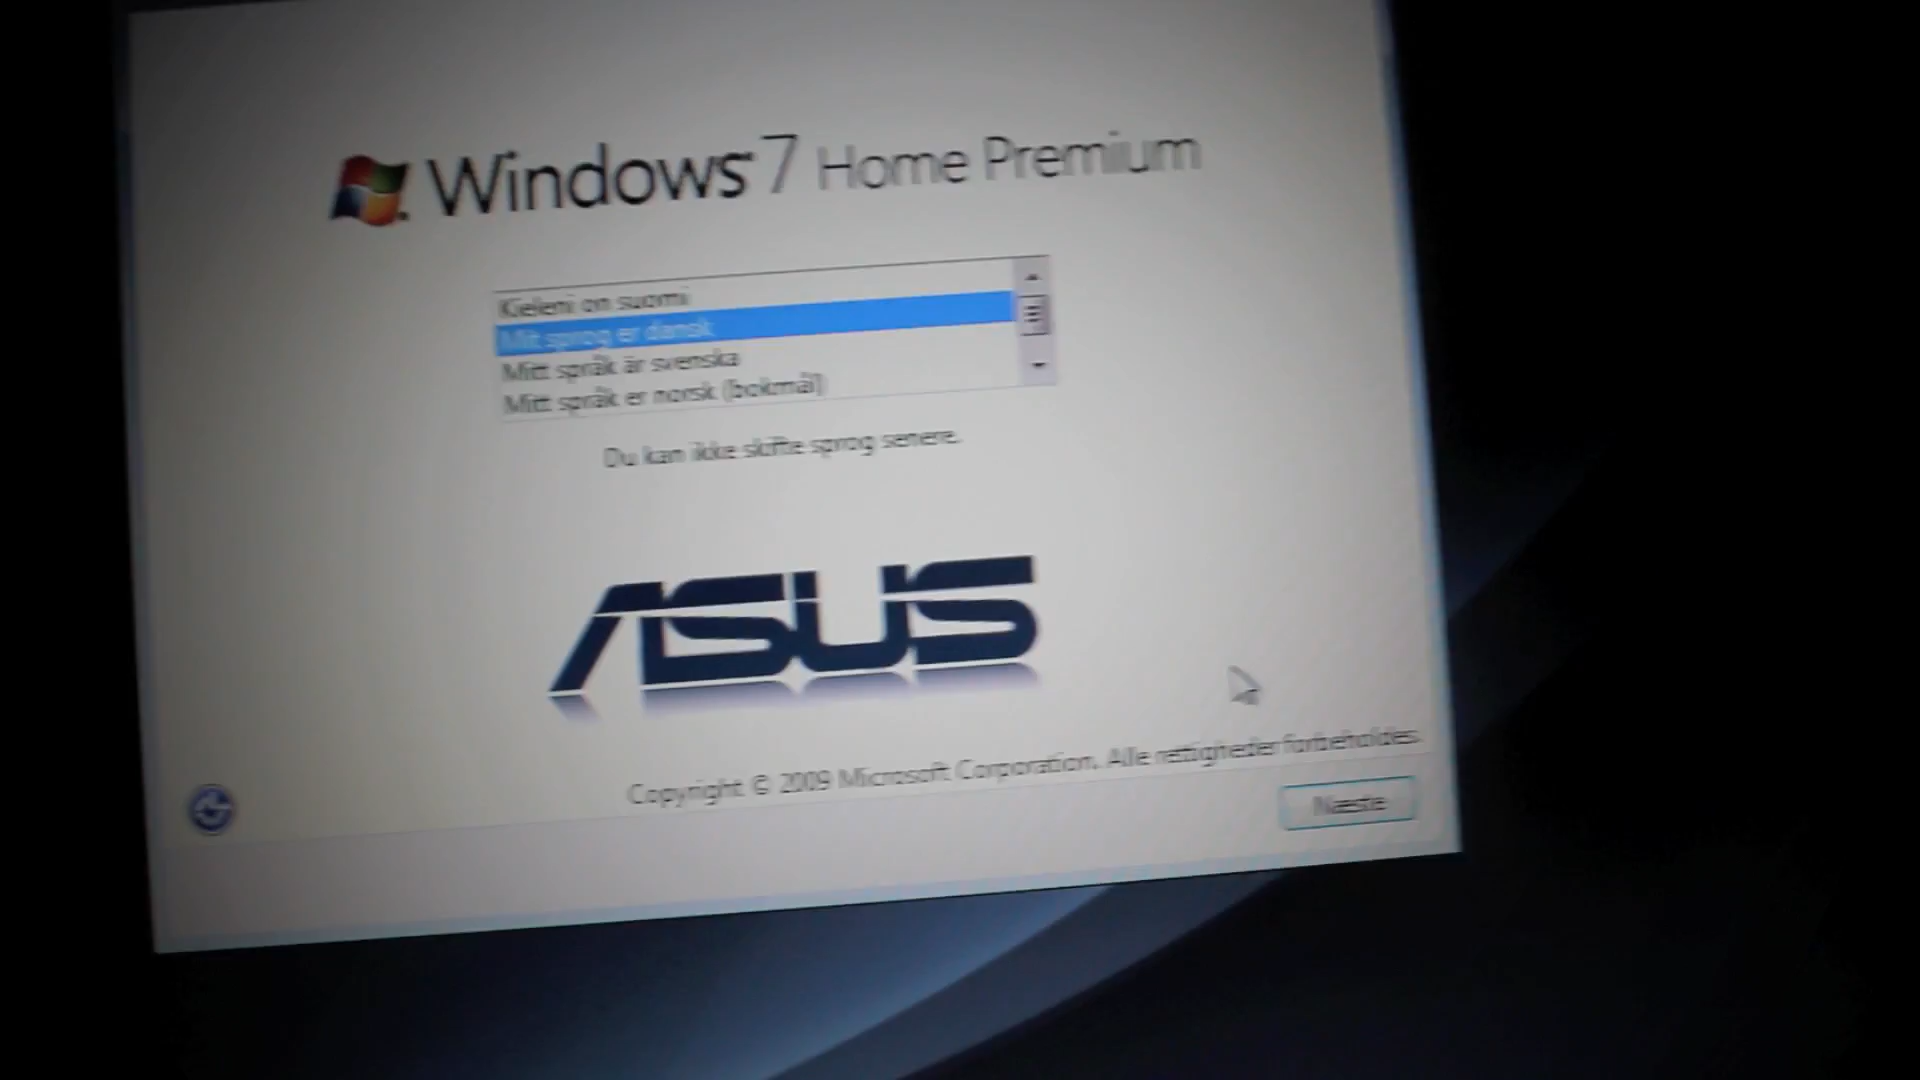 Windows 7 Home Premium
Kieleni on suomi
Mit sprog er dansk
Mitt språk är svenska
Mitt språk er norsk (bokmål)
Du kan ikke skifte sprog senere.
ASUS
Copyright © 2009 Microsoft Corporation. Alle rettigheder forbeholdes.
Næste